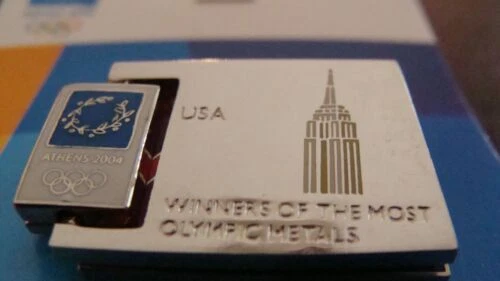 USA
ATHENS 2004
WINNERS OF THE MOST
OLYMPIC METALS